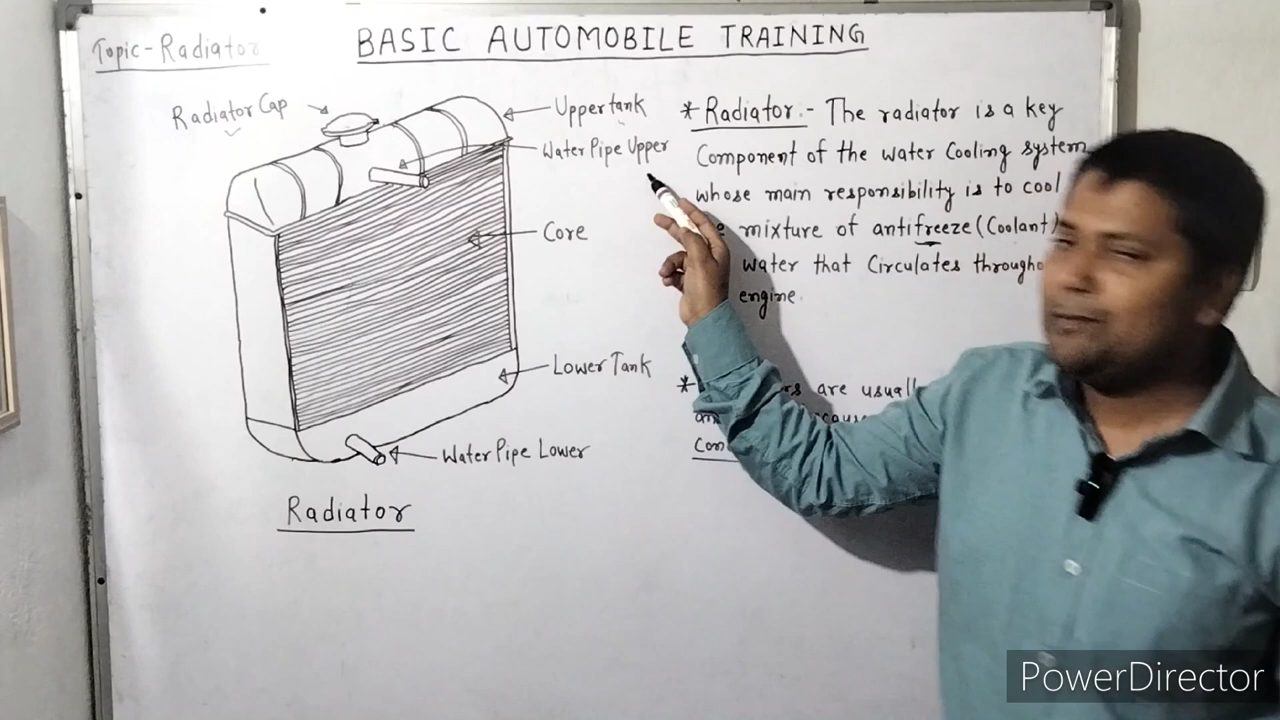 Topic - Radiator
BASIC AUTOMOBILE TRAINING
Radiator Cap
Upper tank
Water Pipe Upper
Core
Lower Tank
Water Pipe Lower
Radiator
* Radiator :- The radiator is a key
Component of the water Cooling system
whose main responsibility is to cool
mixture of antifreeze (Coolant)
water that Circulates
engine.
* are
PowerDirector